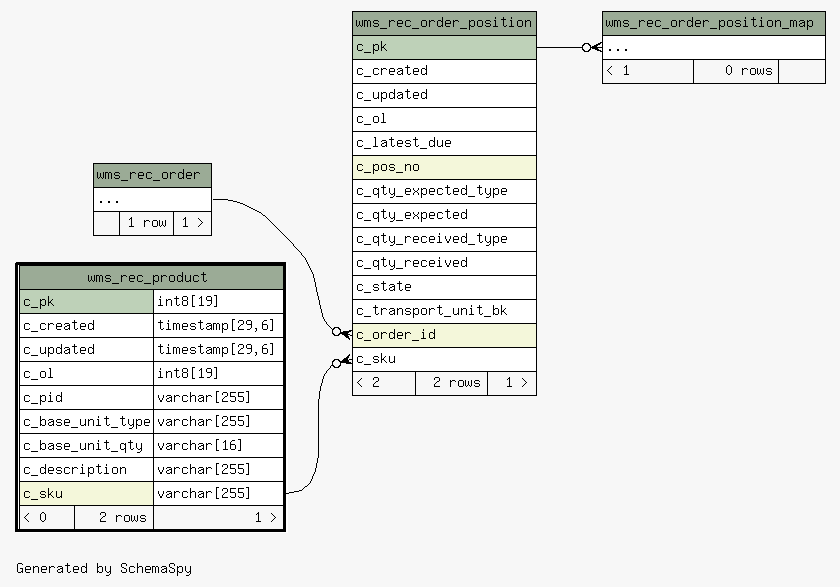 wms_rec_order_position
c_pk
c_created
c_updated
c_ol
c_latest_due
c_pos_no
c_qty_expected_type
c_qty_expected
c_qty_received_type
c_qty_received
c_state
c_transport_unit_bk
c_order_id
c_sku
< 2 2 rows 1 >
wms_rec_order_position_map
...
< 1 0 rows
wms_rec_order
...
1 row 1 >
wms_rec_product
c_pk int8[19]
c_created timestamp[29,6]
c_updated timestamp[29,6]
c_ol int8[19]
c_pid varchar[255]
c_base_unit_type varchar[255]
c_base_unit_qty varchar[16]
c_description varchar[255]
c_sku varchar[255]
< 0 2 rows 1 >
Generated by SchemaSpy